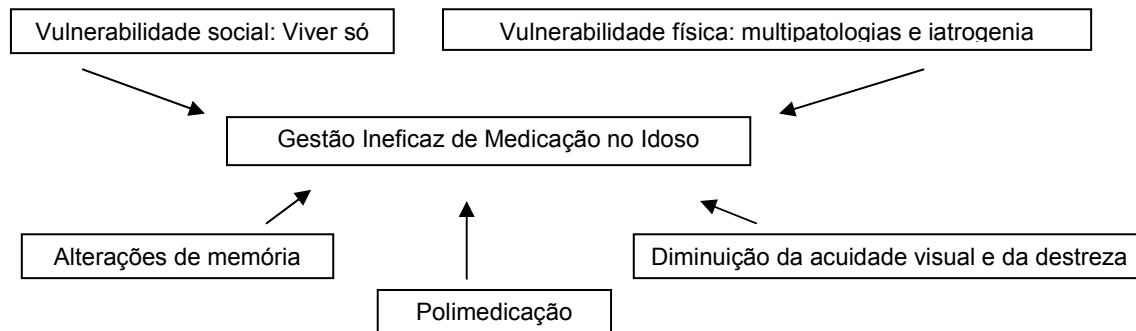 Vulnerabilidade social: Viver só
Vulnerabilidade física: multipatologias e iatrogenia
Gestão Ineficaz de Medicação no Idoso
Alterações de memória
Diminuição da acuidade visual e da destreza
Polimedicação